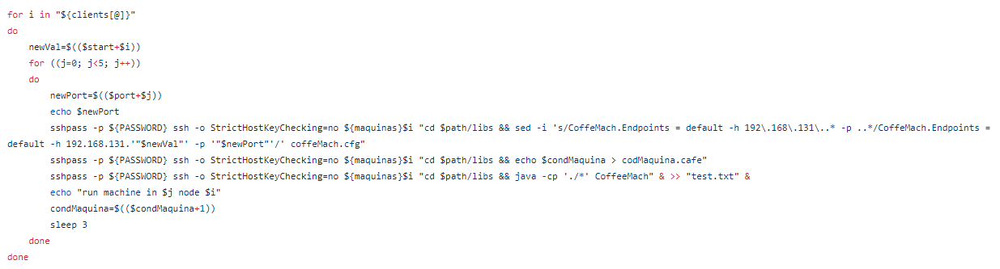 for i in "${clients[@]}"
do
    newVal=$(($start+$i))
    for ((j=0; j<5; j++))
    do
        newPort=$(($port+$j))
        echo $newPort
        sshpass -p ${PASSWORD} ssh -o StrictHostKeyChecking=no ${maquinas}$i "cd $path/libs && sed -i 's/CoffeMach.Endpoints = default -h 192\.168\.131\..* -p ..*/CoffeMach.Endpoints =
default -h 192.168.131.'"$newVal"' -p '"$newPort"'/' coffeMach.cfg"
        sshpass -p ${PASSWORD} ssh -o StrictHostKeyChecking=no ${maquinas}$i "cd $path/libs && echo $condMaquina > codMaquina.cafe"
        sshpass -p ${PASSWORD} ssh -o StrictHostKeyChecking=no ${maquinas}$i "cd $path/libs && java -cp './*' CoffeeMach" & >> "test.txt" &
        echo "run machine in $j node $i"
        condMaquina=$(($condMaquina+1))
        sleep 3
    done
done